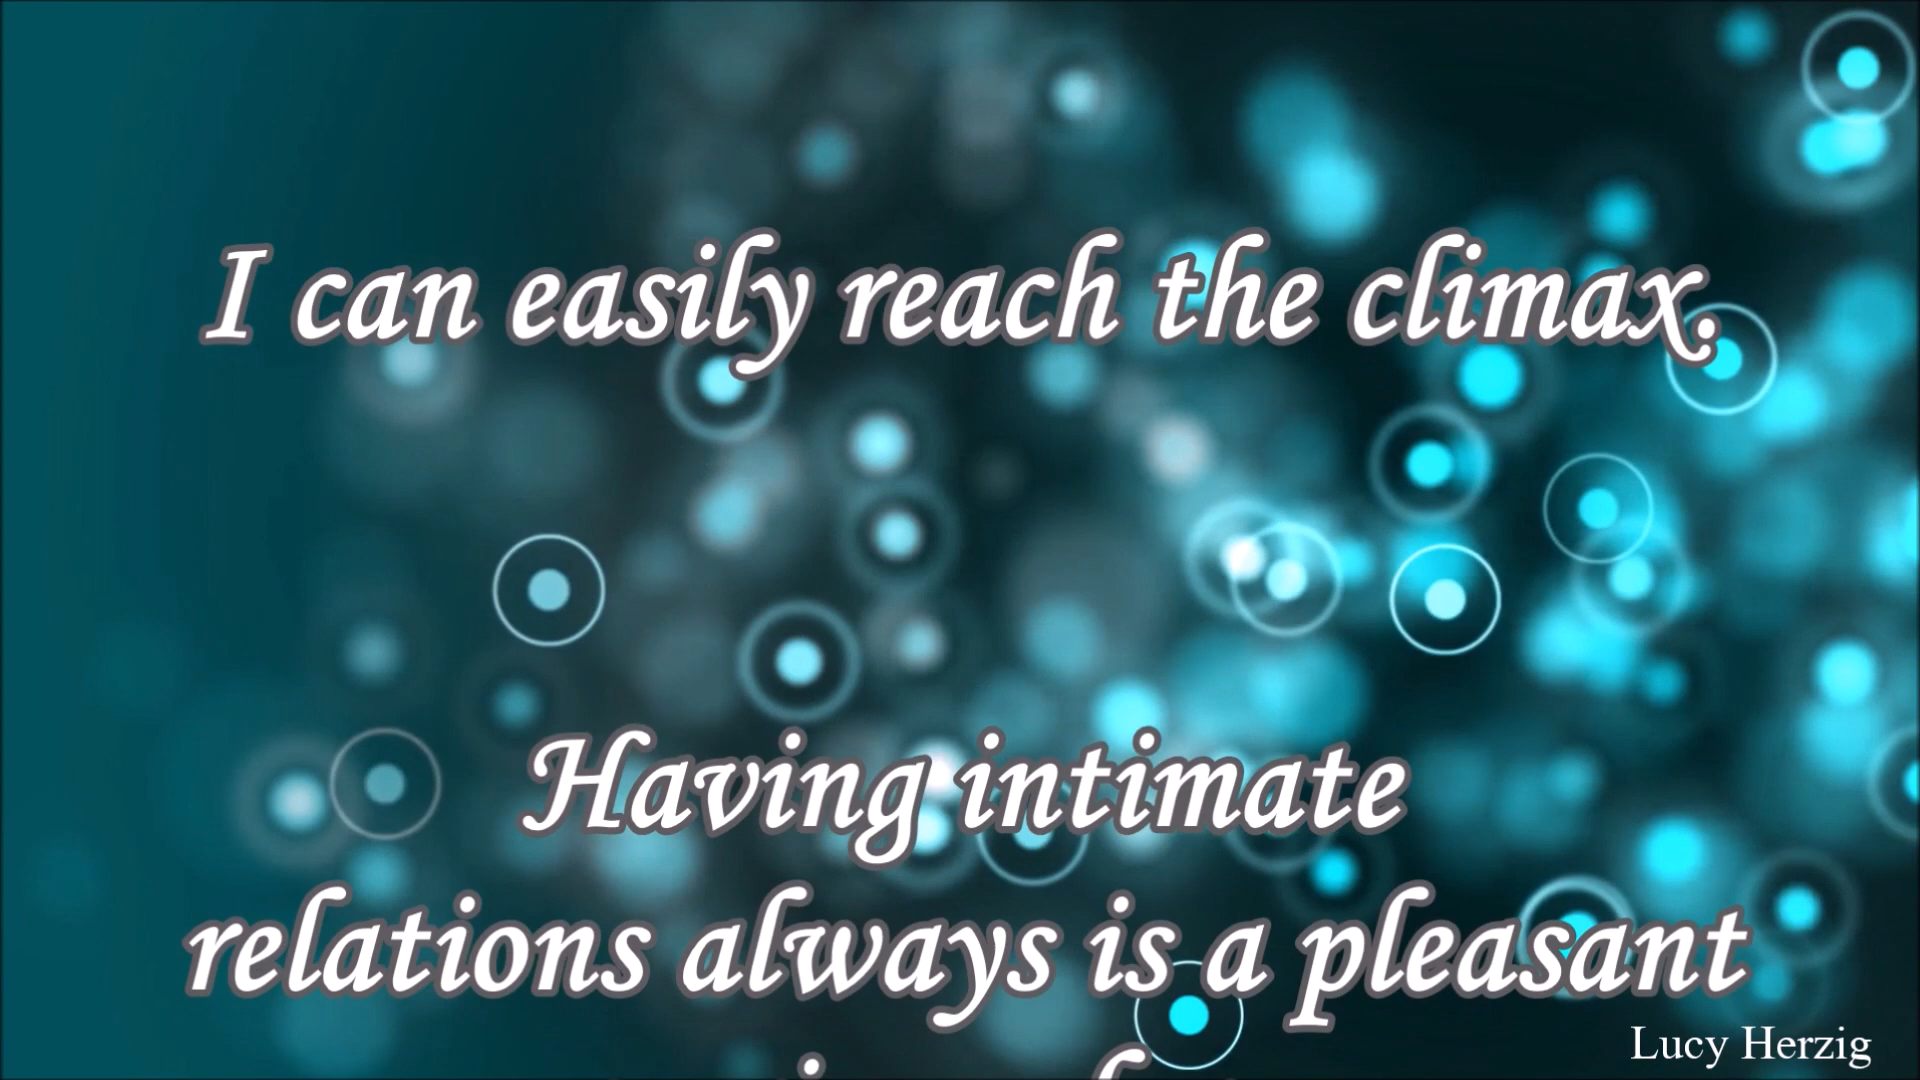 I can easily reach the climax.
Having intimate
relations always is a pleasant
Lucy Herzig